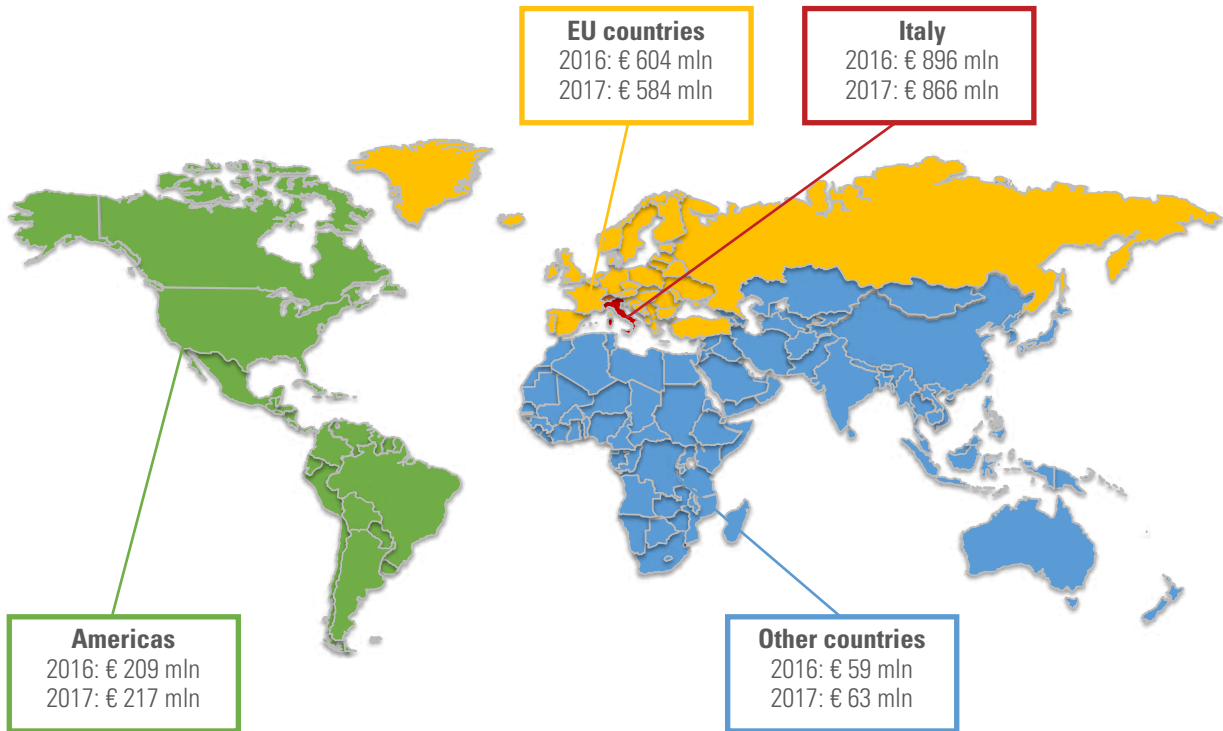 EU countries
2016: € 604 mln
2017: € 584 mln
Italy
2016: € 896 mln
2017: € 866 mln
Americas
2016: € 209 mln
2017: € 217 mln
Other countries
2016: € 59 mln
2017: € 63 mln